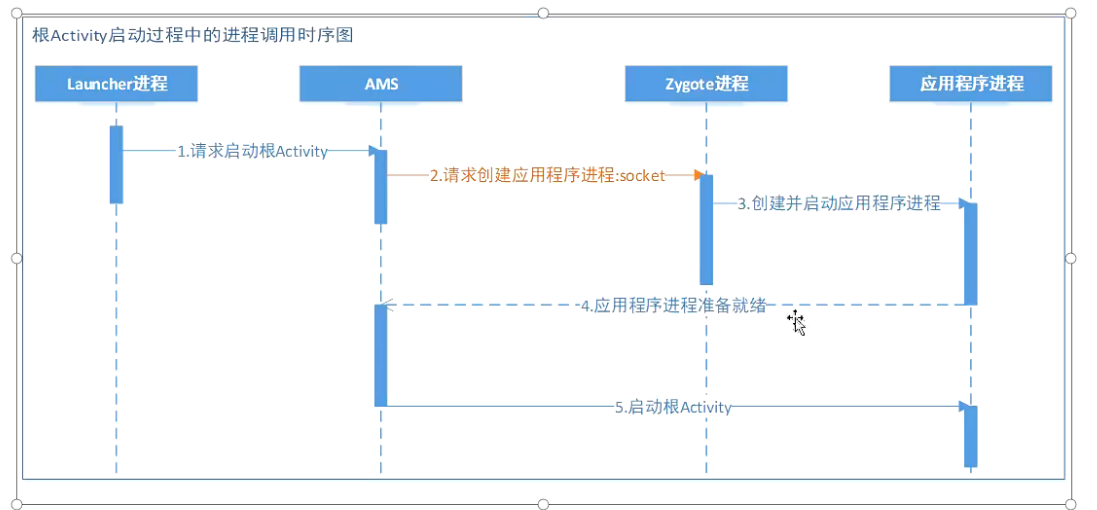 根Activity启动过程中的进程调用时序图
Launcher进程
AMS
Zygote进程
应用程序进程
1.请求启动根Activity
2.请求创建应用程序进程:socket
3.创建并启动应用程序进程
4.应用程序进程准备就绪
5.启动根Activity